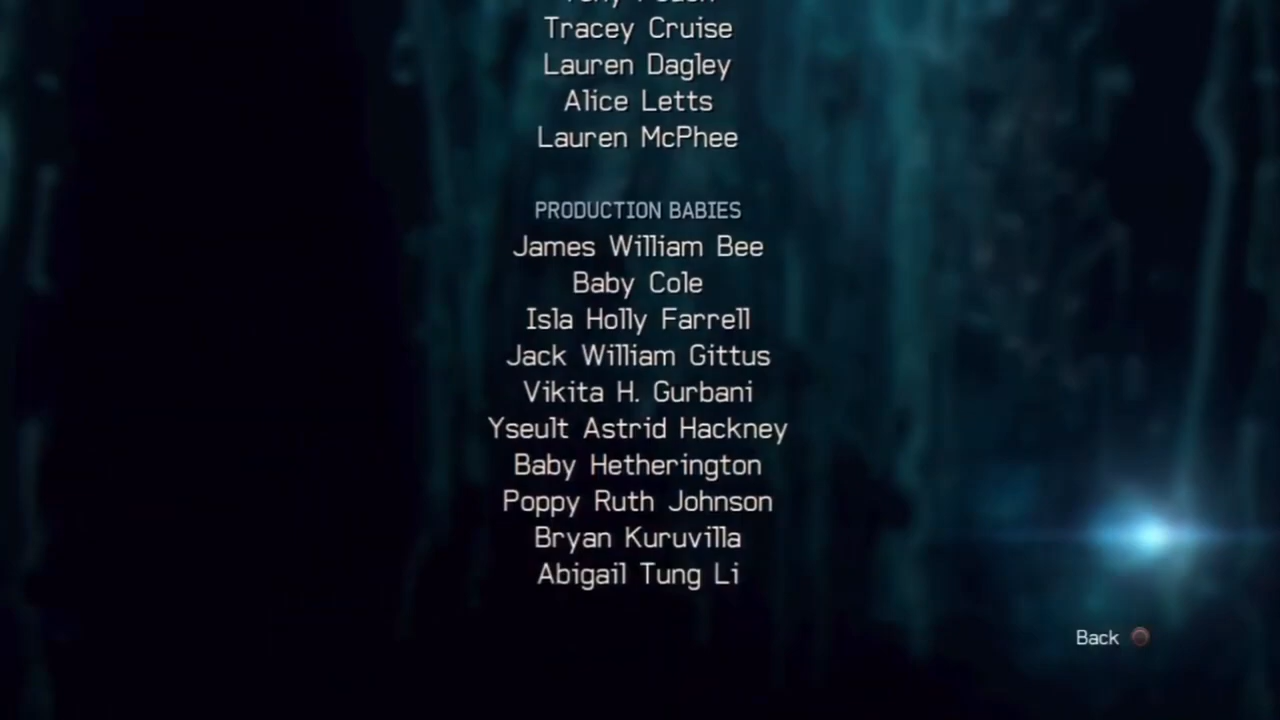 Tracey Cruise
Lauren Dagley
Alice Letts
Lauren McPhee
PRODUCTION BABIES
James William Bee
Baby Cole
Isla Holly Farrell
Jack William Gittus
Vikita H. Gurbani
Yseult Astrid Hackney
Baby Hetherington
Poppy Ruth Johnson
Bryan Kuruvilla
Abigail Tung Li
Back